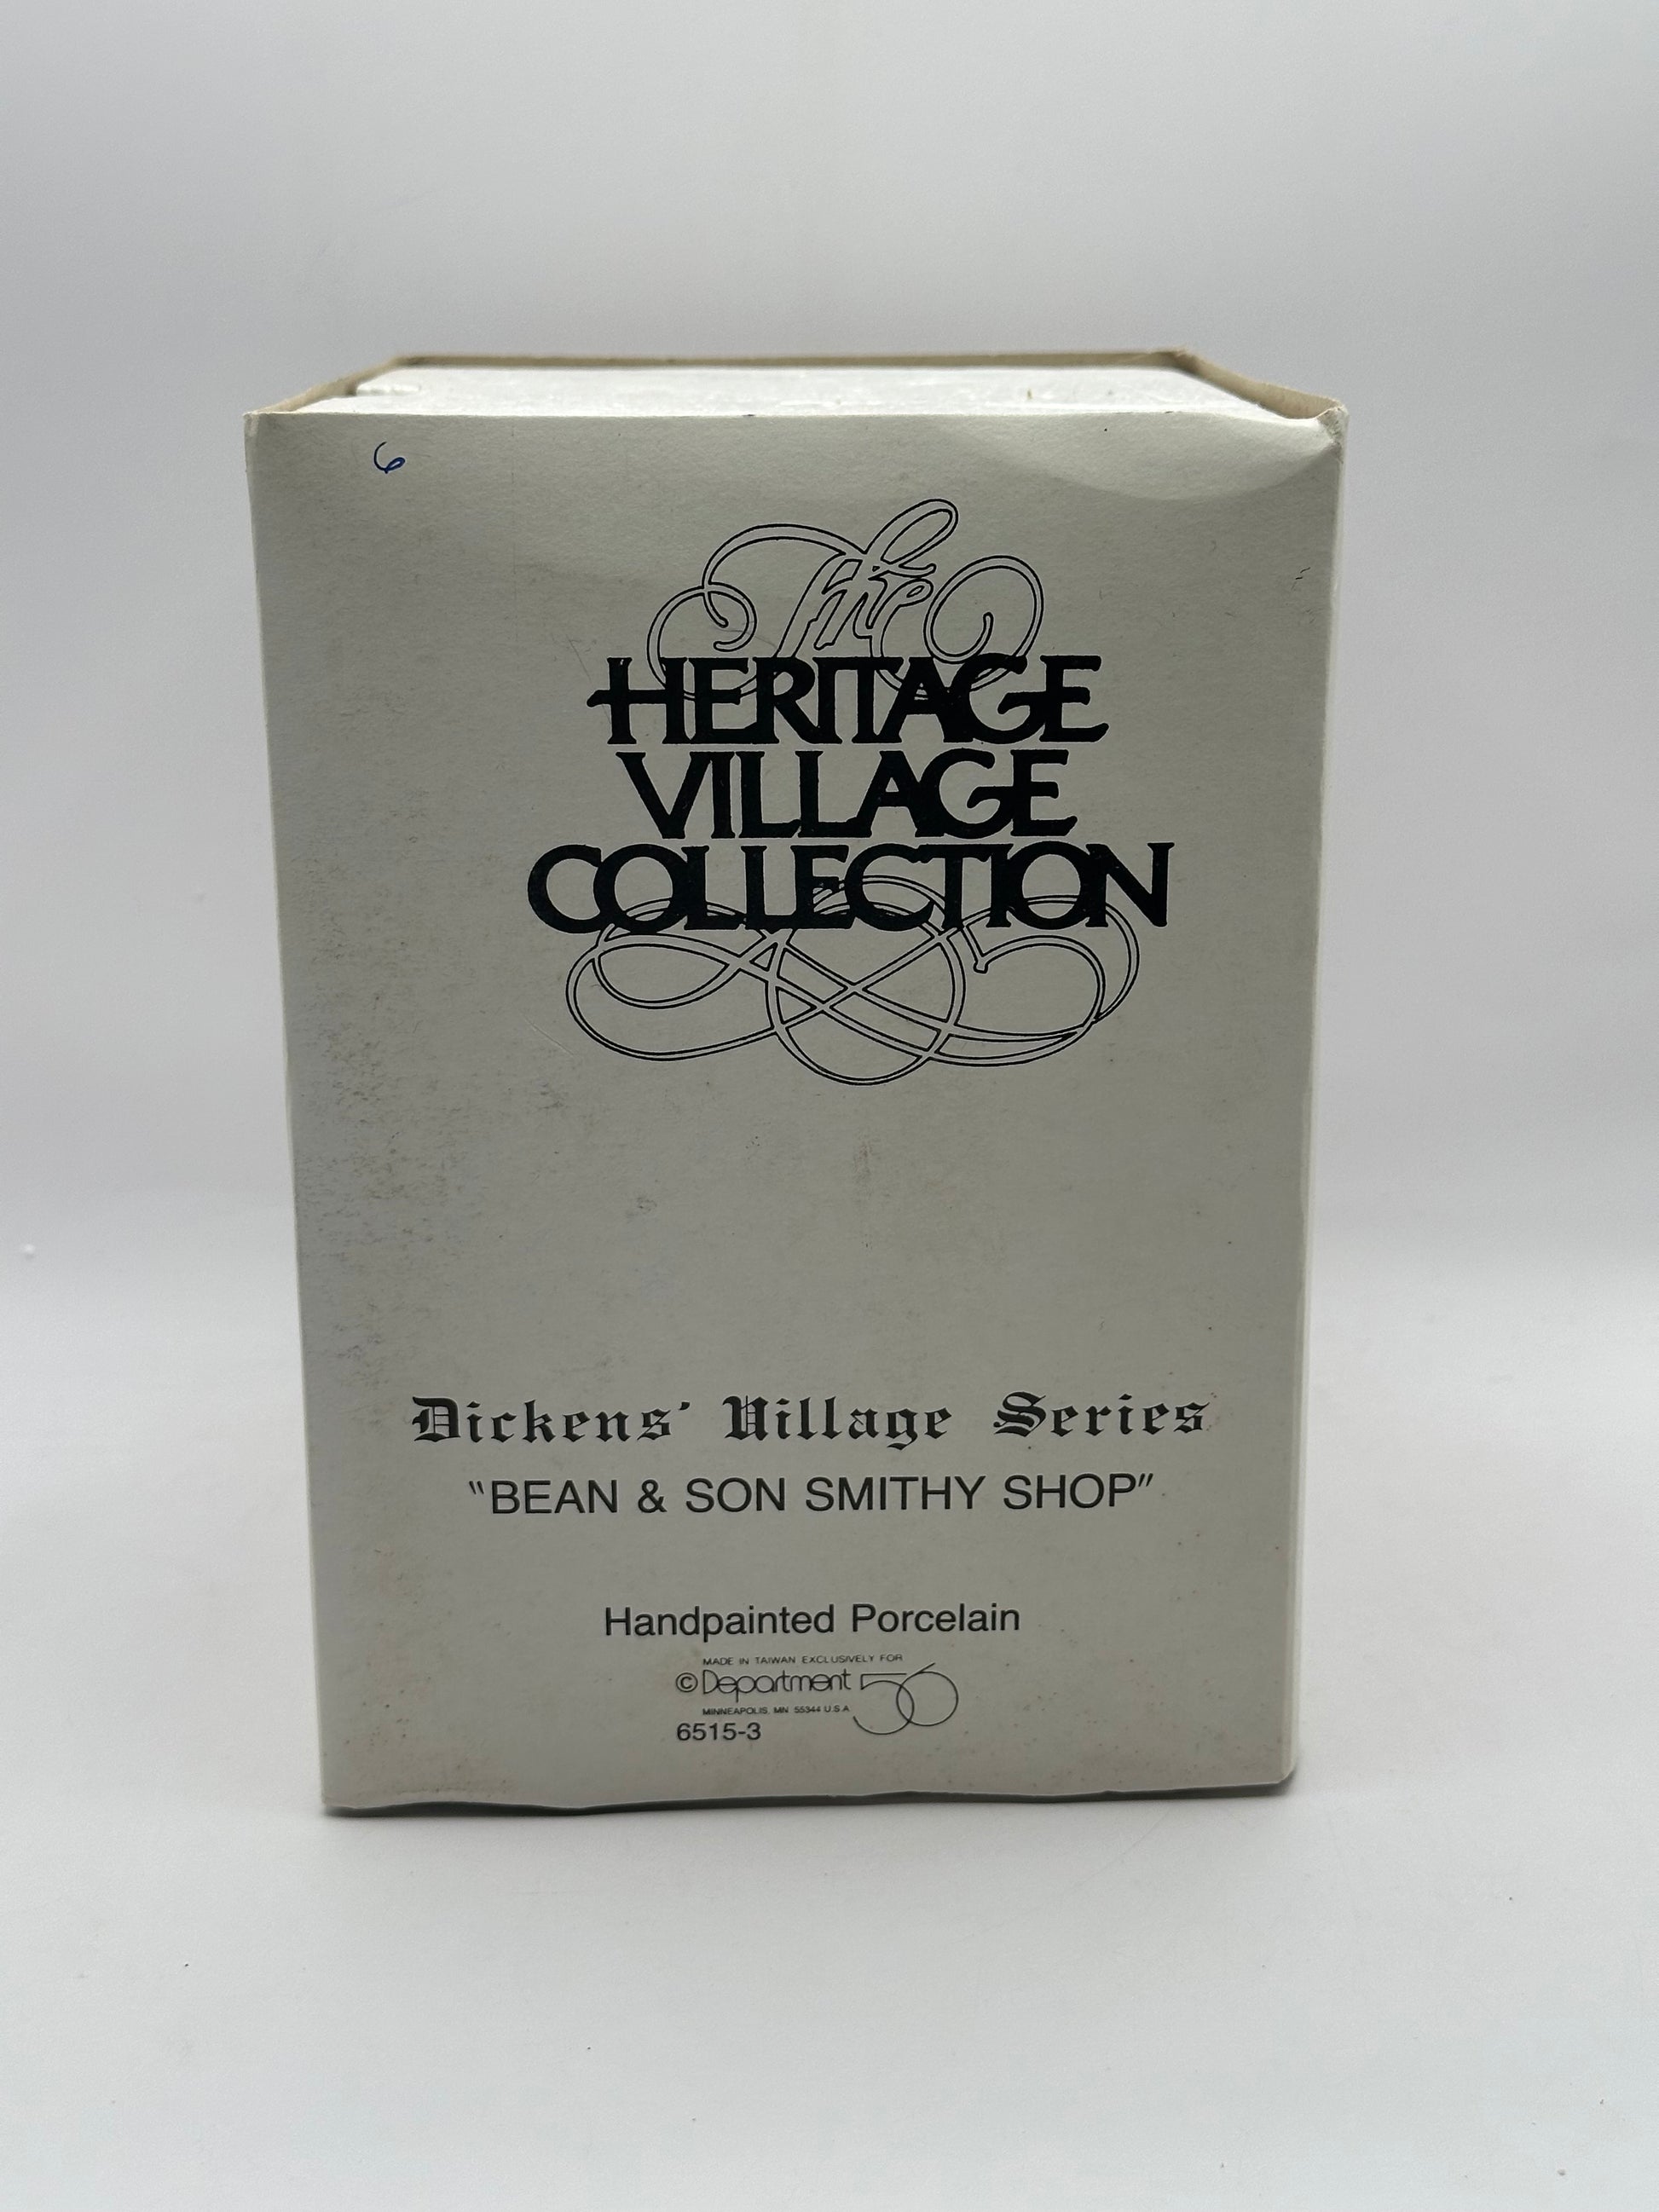 6
The
HERITAGE
VILLAGE
COLLECTION
Dickens' Village Series
"BEAN & SON SMITHY SHOP"
Handpainted Porcelain
MADE IN TAIWAN EXCLUSIVELY FOR
© Department 56
MINNEAPOLIS, MN 55344 U.S.A
6515-3